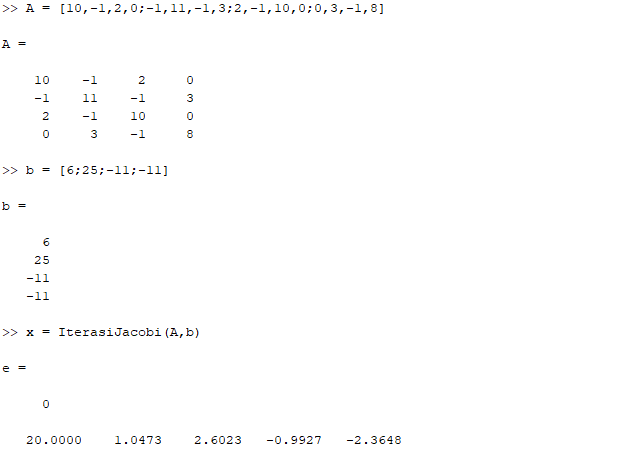 >> A = [10,-1,2,0;-1,11,-1,3;2,-1,10,0;0,3,-1,8]
A =
10 -1 2 0
-1 11 -1 3
2 -1 10 0
0 3 -1 8
>> b = [6;25;-11;-11]
b =
6
25
-11
-11
>> x = IterasiJacobi(A,b)
e =
0
20.0000 1.0473 2.6023 -0.9927 -2.3648